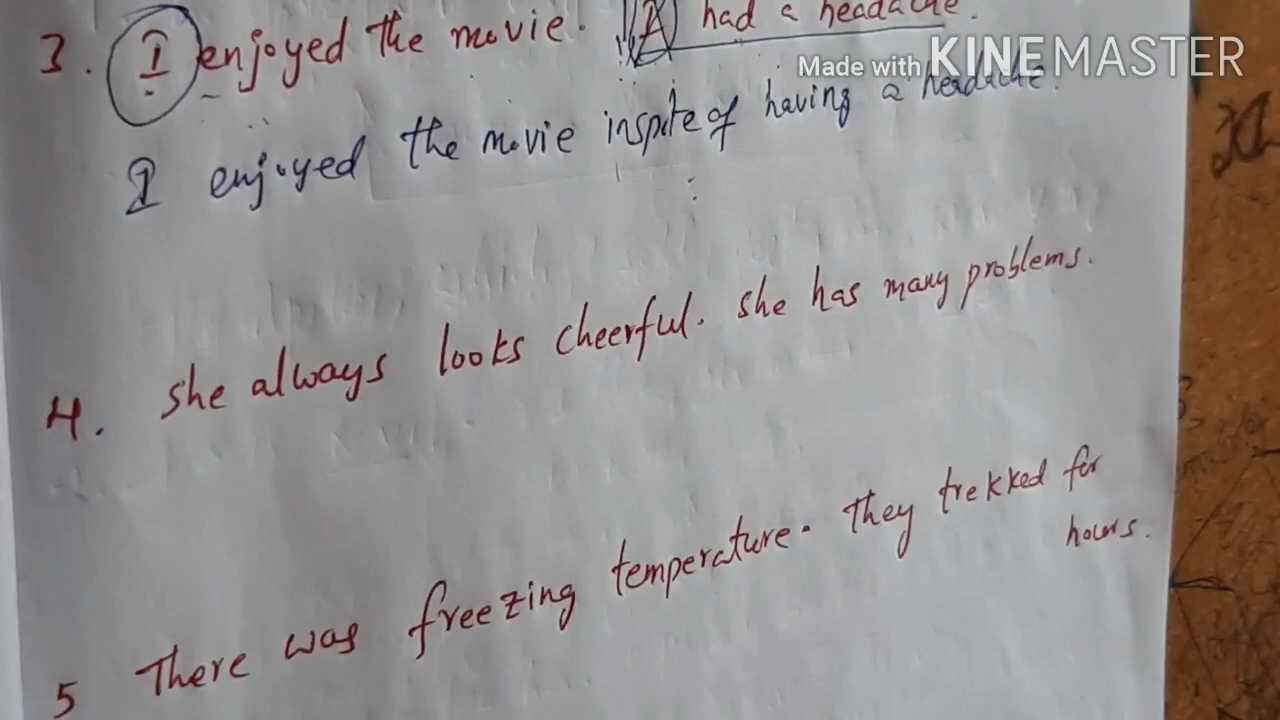 3. I enjoyed the movie. I had a headache.
Made with KINEMASTER
I enjoyed the movie inspite of having a headache.
4. She always looks cheerful. She has many problems.
5 There was freezing temperature. They trekked for
hours.